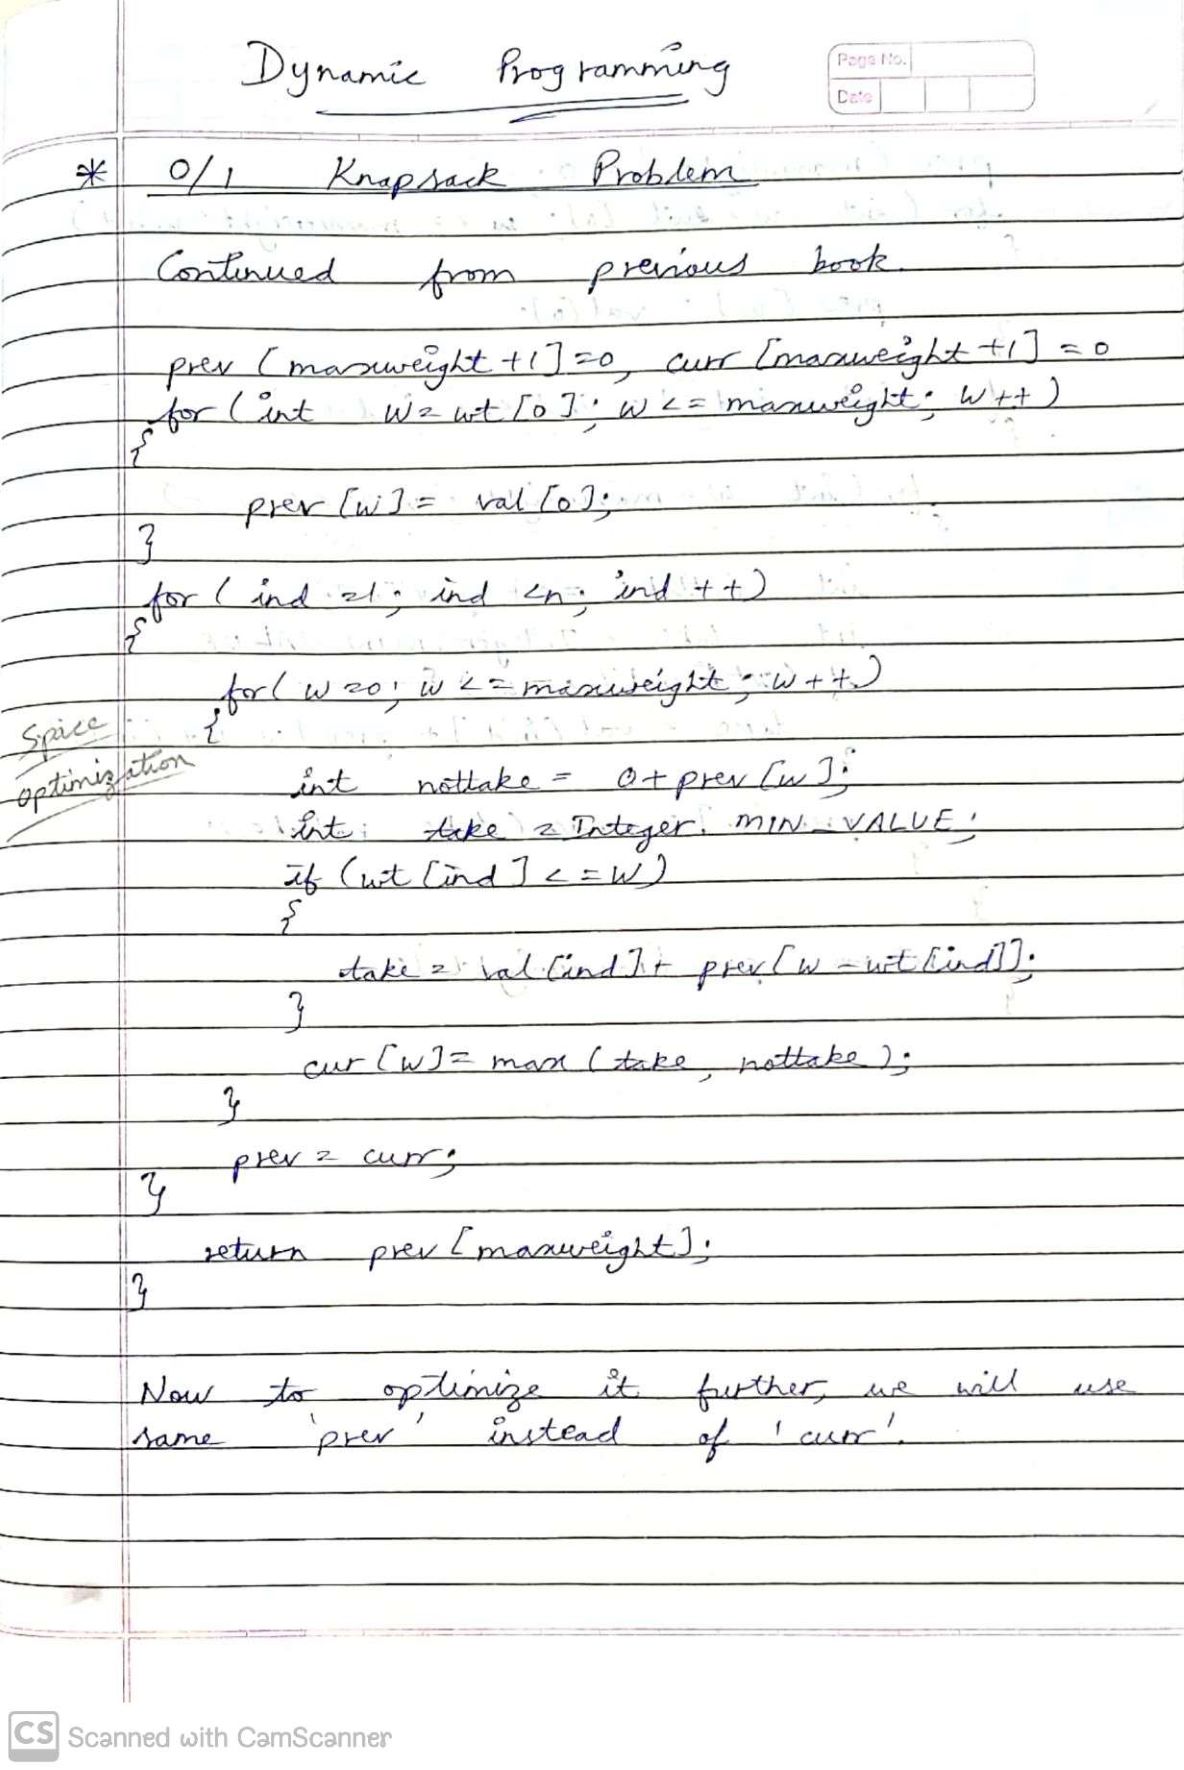 Dynamic Programming
Page No.
Date
* 0/1 Knapsack Problem
Continued from previous book.
prev [maxweight +1]=0, curr [maxweight +1] = 0
for (int W= wt [0]; w <= maxweight; W++)
{
prev [w] = val [0];
}
for ( ind =1; ind <n; ind ++)
{
for( w=0; w <= maxweight; w++)
{
Space
optimization
int nottake = 0+ prev [w];
int take = Integer. MIN_VALUE;
if (wt [ind] <=W)
{
take = val [ind] + prev [w - wt [ind]];
}
cur [w]= max (take, nottake);
}
prev = curr;
}
return prev [maxweight];
}
Now to optimize it further, we will use
same 'prev' instead of 'curr'.
CS Scanned with CamScanner